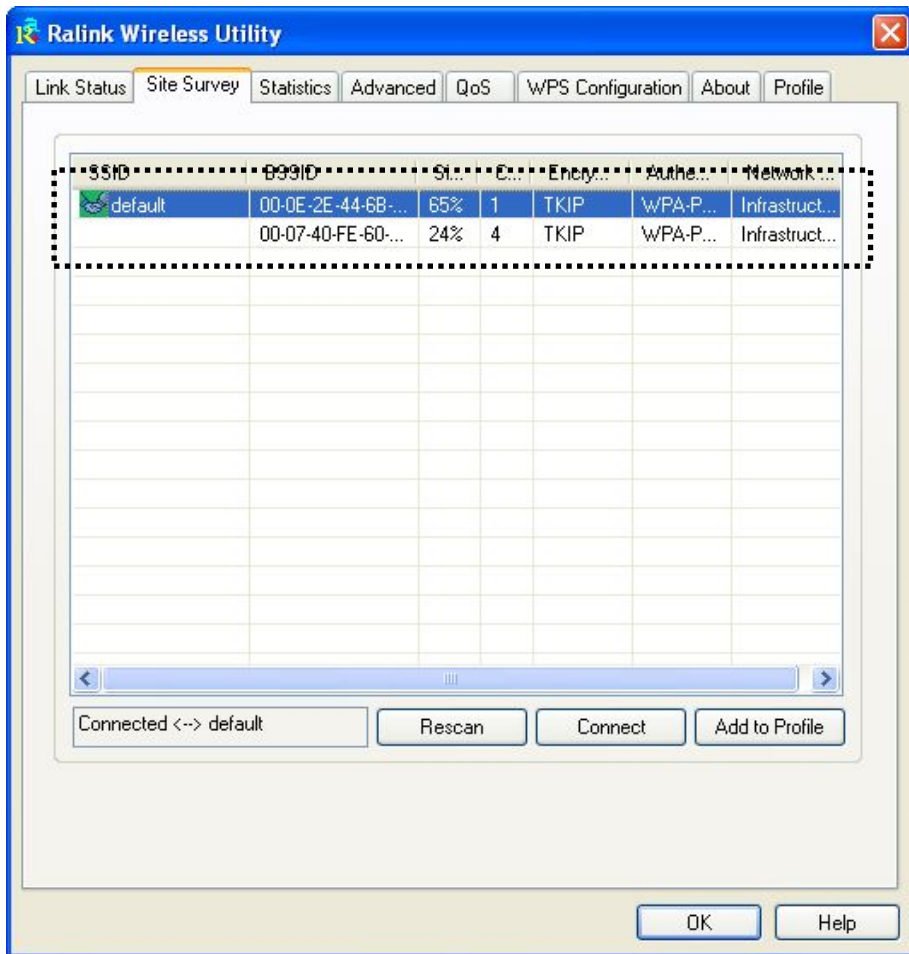 Ralink Wireless Utility
Link Status Site Survey Statistics Advanced QoS WPS Configuration About Profile
SSID BSSID Si... C... Encry... Authe... Network ...
default 00-0E-2E-44-6B-... 65% 1 TKIP WPA-P... Infrastruct...
00-07-40-FE-60-... 24% 4 TKIP WPA-P... Infrastruct...
Connected <--> default Rescan Connect Add to Profile
OK Help